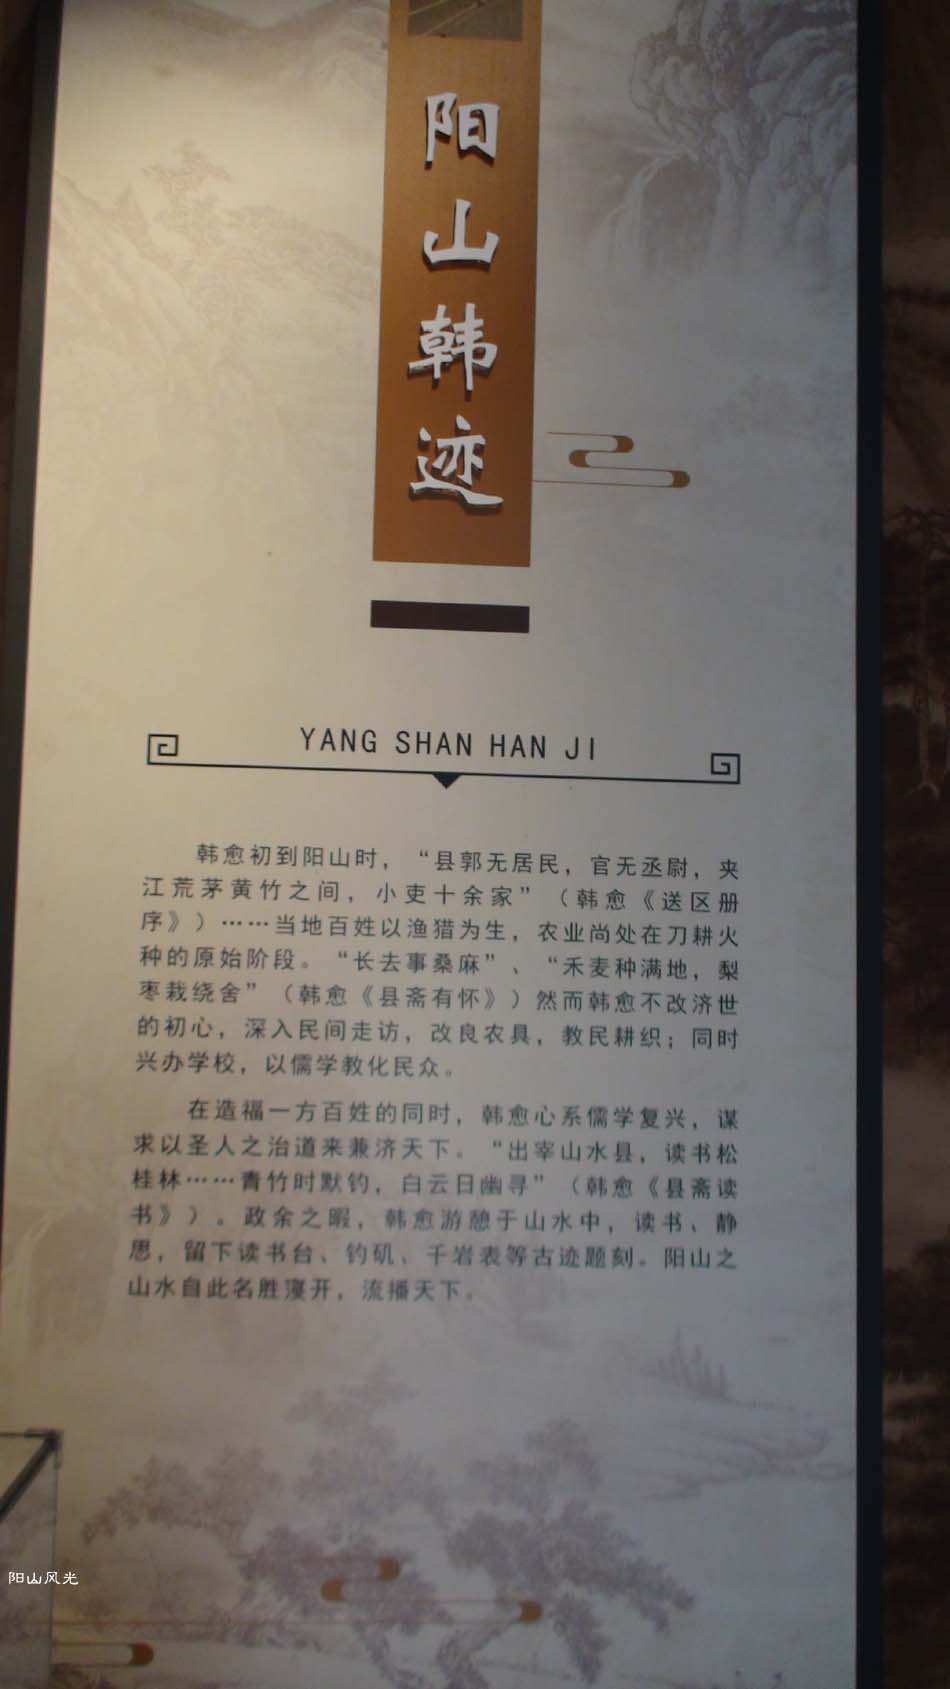 阳山韩迹
YANG SHAN HAN JI
韩愈初到阳山时，“县郭无居民，官无丞尉，夹
江荒茅黄竹之间，小吏十余家”（韩愈《送区册
序》）……当地百姓以渔猎为生，农业尚处在刀耕火
种的原始阶段。“长去事桑麻”、“禾麦种满地，梨
枣栽绕舍”（韩愈《县斋有怀》）然而韩愈不改济世
的初心，深入民间走访，改良农具，教民耕织；同时
兴办学校，以儒学教化民众。
在造福一方百姓的同时，韩愈心系儒学复兴，谋
求以圣人之治道来兼济天下。“出宰山水县，读书松
桂林……青竹时默钓，白云日幽寻”（韩愈《县斋读
书》）。政余之暇，韩愈游憩于山水中，读书、静
思，留下读书台、钓矶、千岩表等古迹题刻。阳山之
山水自此名胜寖开，流播天下。
阳山风光